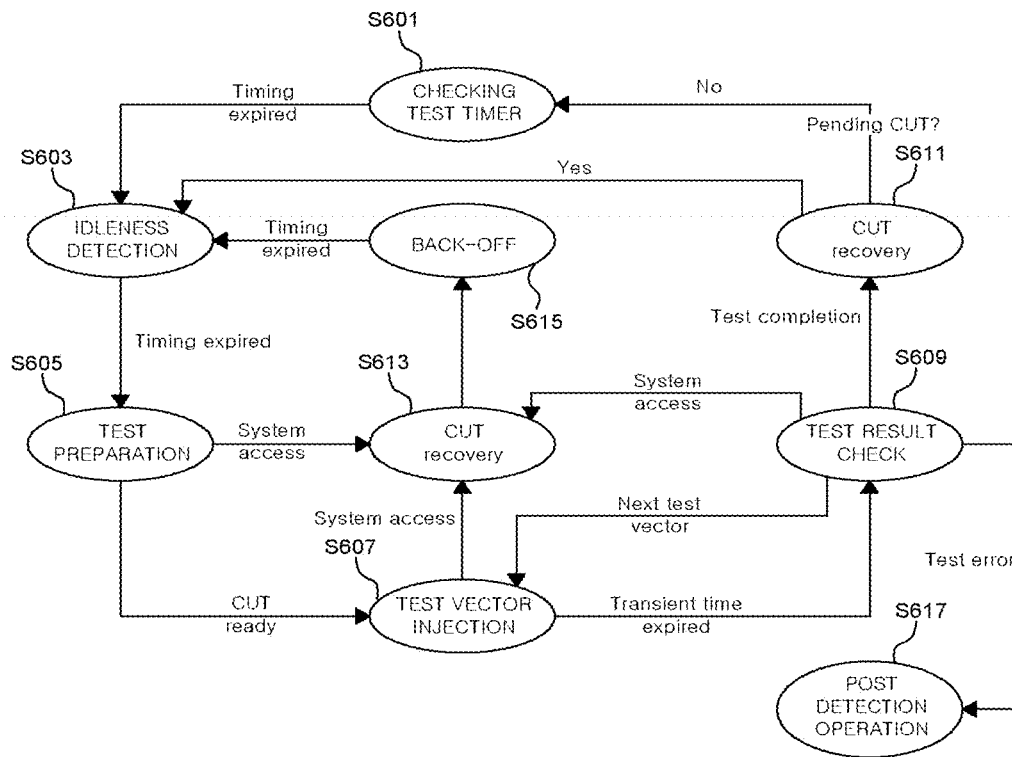 S601
CHECKING
TEST TIMER
Timing
expired
No
Pending CUT?
S603
Yes
S611
IDLENESS
DETECTION
Timing
expired
BACK-OFF
CUT
recovery
S615
Timing expired
Test completion
S605
S613
S609
TEST
PREPARATION
System
access
CUT
recovery
System
access
TEST RESULT
CHECK
System access
Next test
vector
S607
Test error
CUT
ready
TEST VECTOR
INJECTION
Transient time
expired
S617
POST
DETECTION
OPERATION